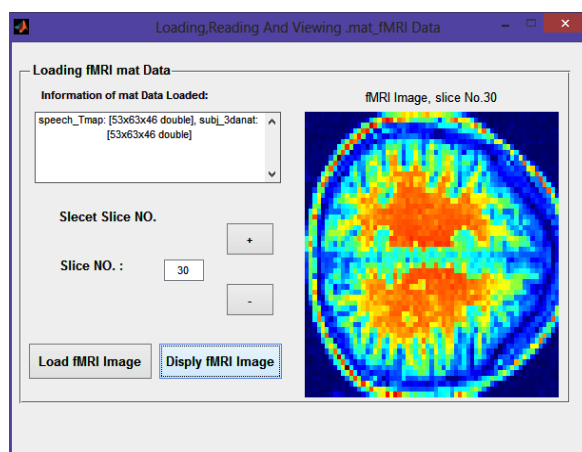 Loading,Reading And Viewing .mat_fMRI Data
Loading fMRI mat Data
Information of mat Data Loaded:
speech_Tmap: [53x63x46 double], subj_3danat:
[53x63x46 double]
fMRI Image, slice No.30
Slecet Slice NO.
+
Slice NO. :
30
-
Load fMRI Image
Disply fMRI Image